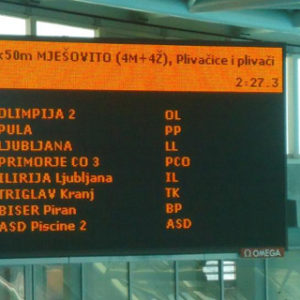 x50m MJEŠOVITO (4M+4Ž), Plivačice i plivači
2:27.3
OLIMPIJA 2 OL
PULA PP
LJUBLJANA LL
PRIMORJE CO 3 PCO
ILIRIJA Ljubljana IL
TRIGLAV Kranj TK
BISER Piran BP
ASD Piscine 2 ASD
Ω OMEGA